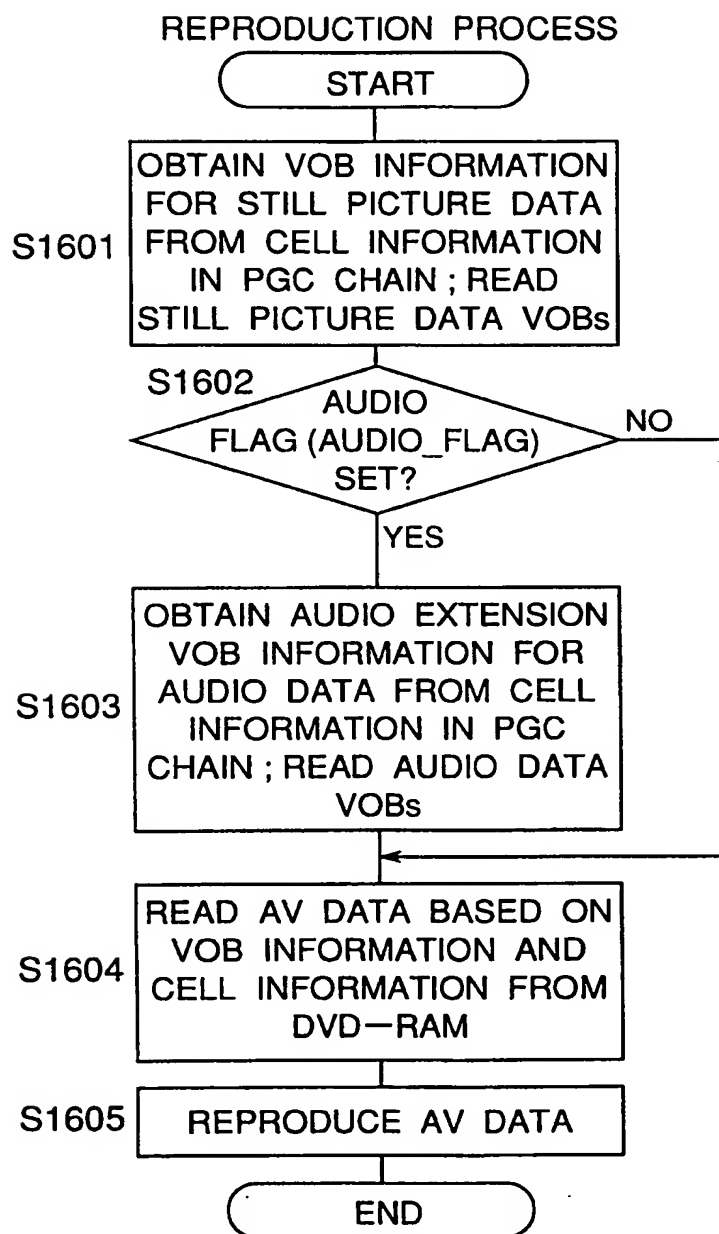 REPRODUCTION PROCESS
START
S1601
OBTAIN VOB INFORMATION
FOR STILL PICTURE DATA
FROM CELL INFORMATION
IN PGC CHAIN ; READ
STILL PICTURE DATA VOBs
S1602
AUDIO
FLAG (AUDIO_FLAG)
SET?
NO
YES
S1603
OBTAIN AUDIO EXTENSION
VOB INFORMATION FOR
AUDIO DATA FROM CELL
INFORMATION IN PGC
CHAIN ; READ AUDIO DATA
VOBs
S1604
READ AV DATA BASED ON
VOB INFORMATION AND
CELL INFORMATION FROM
DVD-RAM
S1605
REPRODUCE AV DATA
END